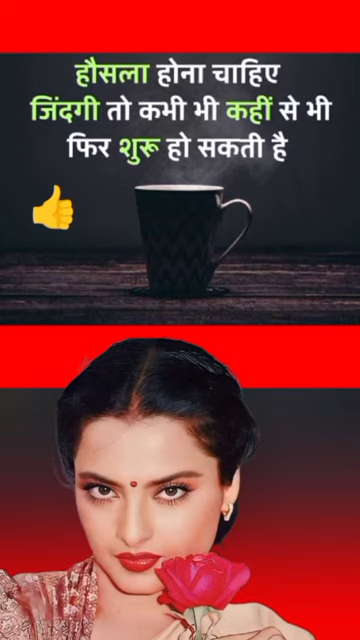 हौसला होना चाहिए
जिंदगी तो कभी भी कहीं से भी
फिर शुरू हो सकती है